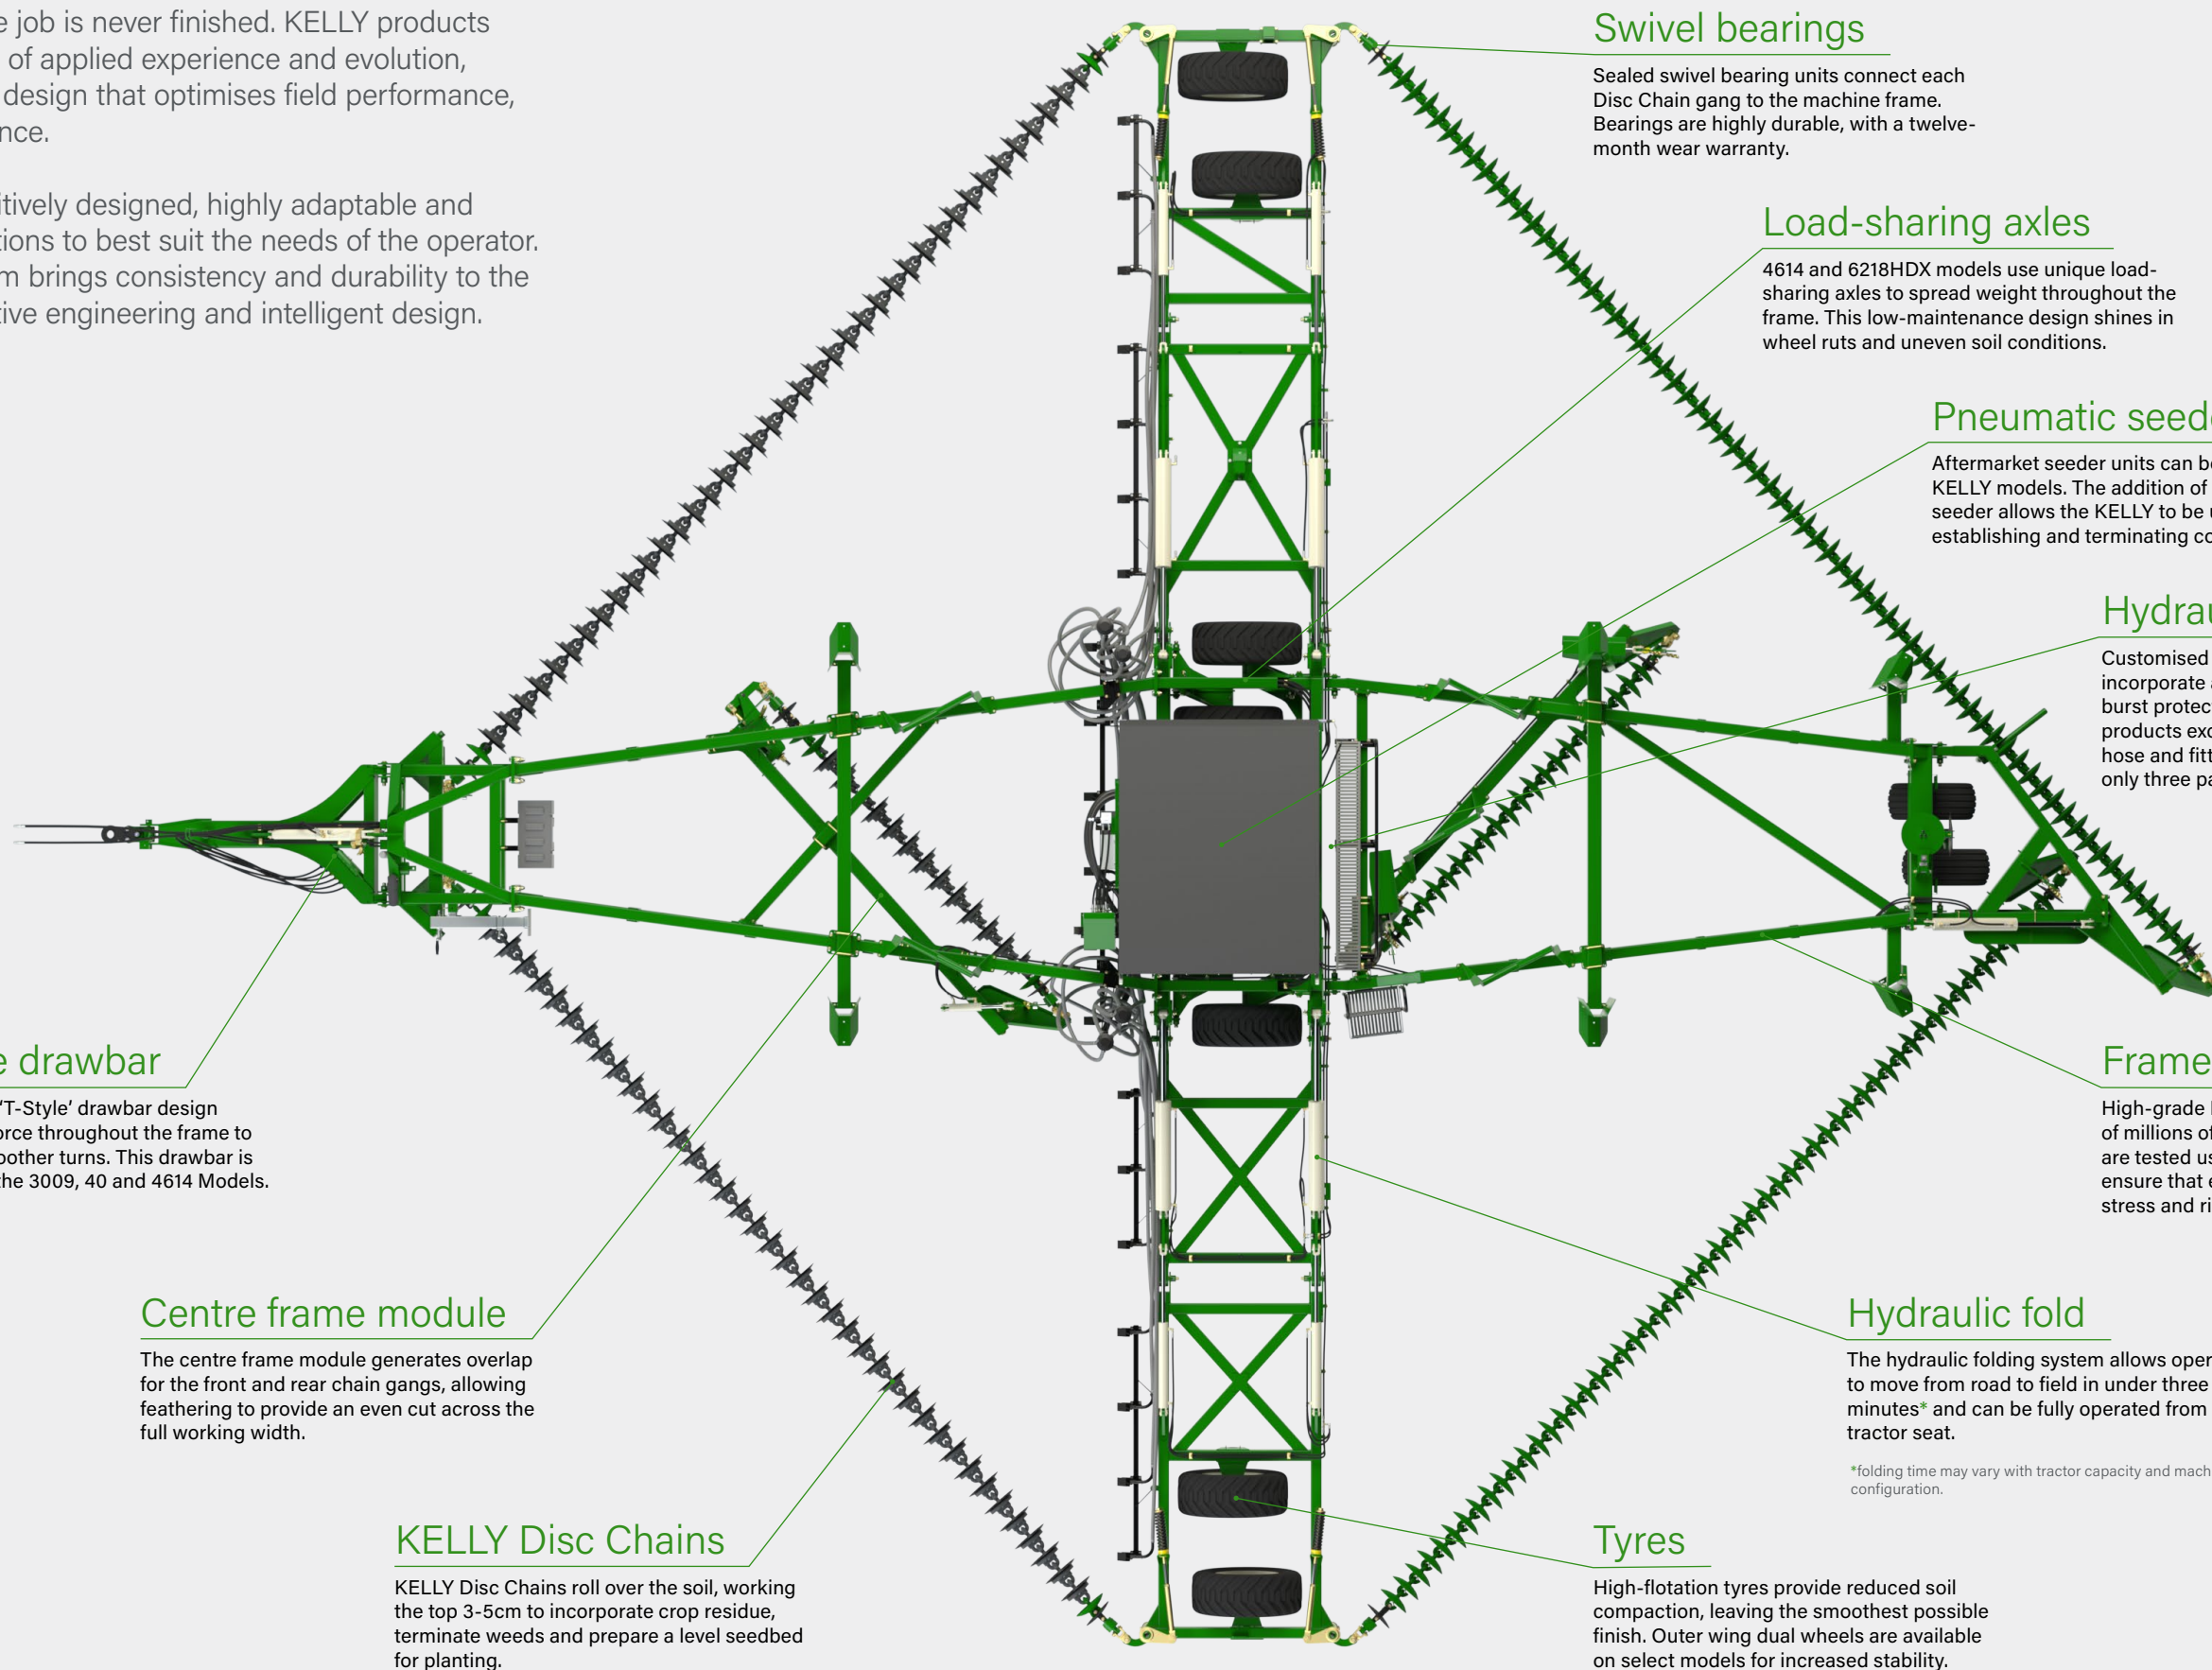 job is never finished. KELLY products
of applied experience and evolution,
design that optimises field performance,
designed, highly adaptable and
to best suit the needs of the operator.
brings consistency and durability to the
engineering and intelligent design.
Swivel bearings
Sealed swivel bearing units connect each
Disc Chain gang to the machine frame.
Bearings are highly durable, with a twelve-
month wear warranty.
Load-sharing axles
4614 and 6218HDX models use unique load-
sharing axles to spread weight throughout the
frame. This low-maintenance design shines in
wheel ruts and uneven soil conditions.
Pneumatic
Aftermarket seeder units can
KELLY models. The addition of
seeder allows the KELLY to be
establishing and terminating
Customised
incorporate
burst
products
hose and
only three
drawbar
'T-Style' drawbar design
throughout the frame to
turns. This drawbar is
the 3009, 40 and 4614 Models.
Frame
High-grade
of millions
are tested
ensure that
stress and
Centre frame module
The centre frame module generates overlap
for the front and rear chain gangs, allowing
feathering to provide an even cut across the
full working width.
Hydraulic fold
The hydraulic folding system allows
to move from road to field in under three
minutes* and can be fully operated from
tractor seat.
*folding time may vary with tractor capacity and
configuration.
KELLY Disc Chains
KELLY Disc Chains roll over the soil, working
the top 3-5cm to incorporate crop residue,
terminate weeds and prepare a level seedbed
for planting.
Tyres
High-flotation tyres provide reduced soil
compaction, leaving the smoothest possible
finish. Outer wing dual wheels are available
on select models for increased stability.